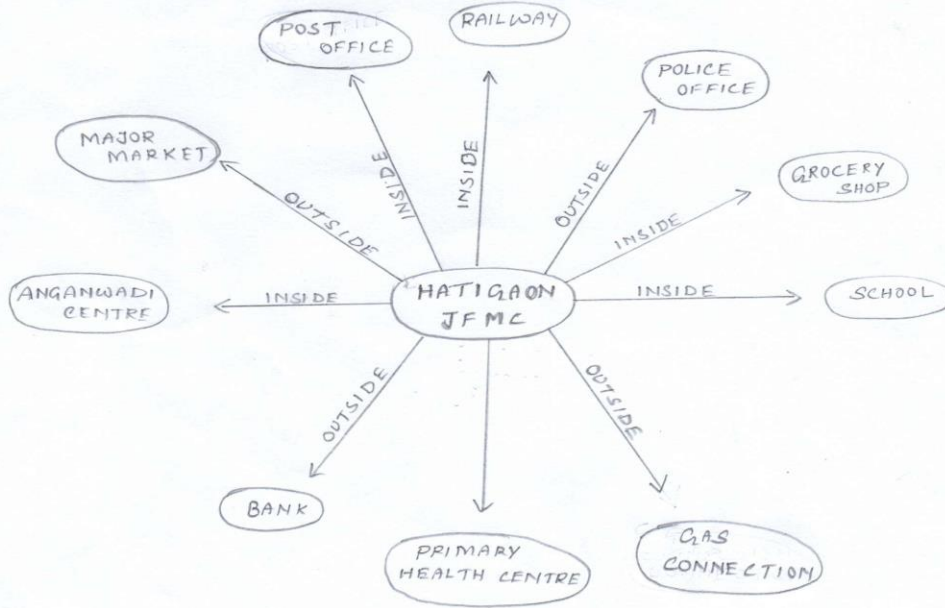 POST
OFFICE
RAILWAY
POLICE
OFFICE
MAJOR
MARKET
INSIDE
INSIDE
OUTSIDE
GROCERY
SHOP
OUTSIDE
INSIDE
ANGANWADI
CENTRE
INSIDE
HATIGAON
JFMC
INSIDE
SCHOOL
OUTSIDE
OUTSIDE
BANK
PRIMARY
HEALTH CENTRE
GAS
CONNECTION